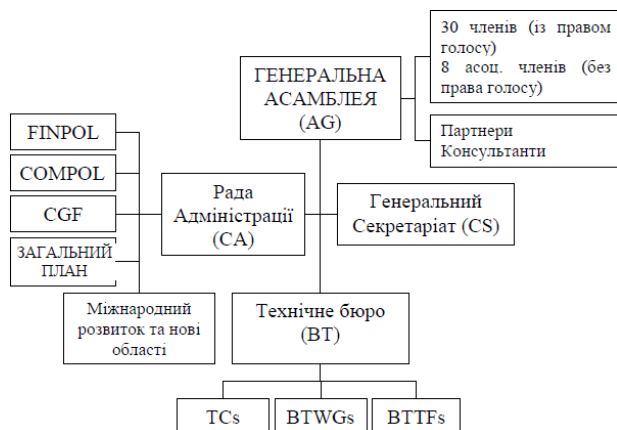 30 членів (із правом
голосу)
8 асоц. членів (без
права голосу)
ГЕНЕРАЛЬНА
АСАМБЛЕЯ
(AG)
Партнери
Консультанти
FINPOL
COMPOL
CGF
ЗАГАЛЬНИЙ
ПЛАН
Міжнародний
розвиток та нові
області
Рада
Адміністрації
(CA)
Генеральний
Секретаріат (CS)
Технічне бюро
(BT)
TCs
BTWGs
BTTFs